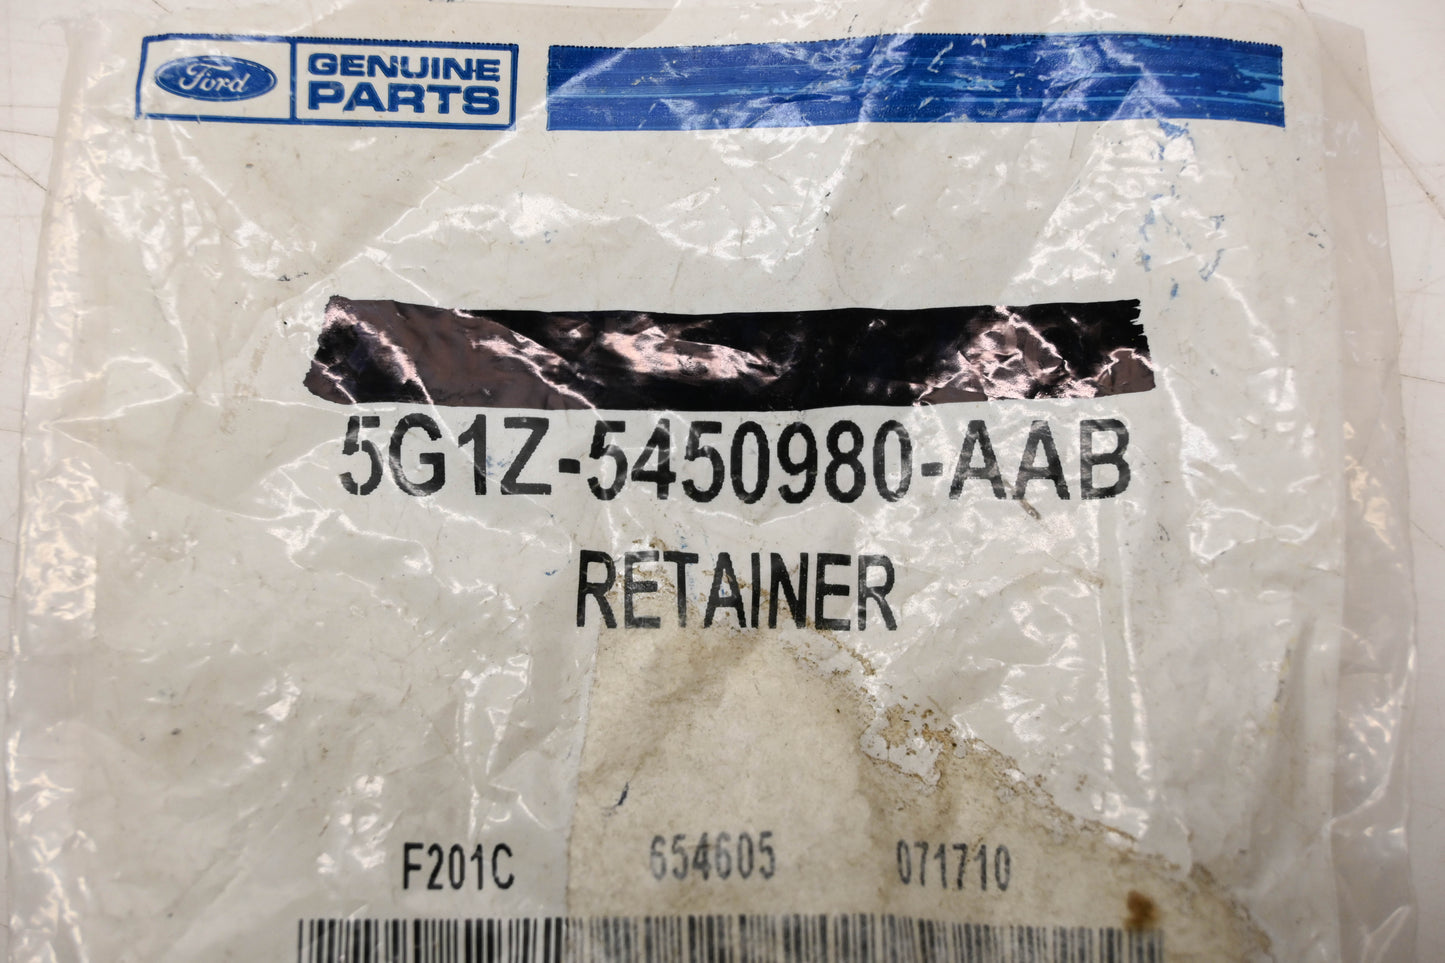 Ford GENUINE
PARTS
5G1Z-5450980-AAB
RETAINER
F201C 654605 071710